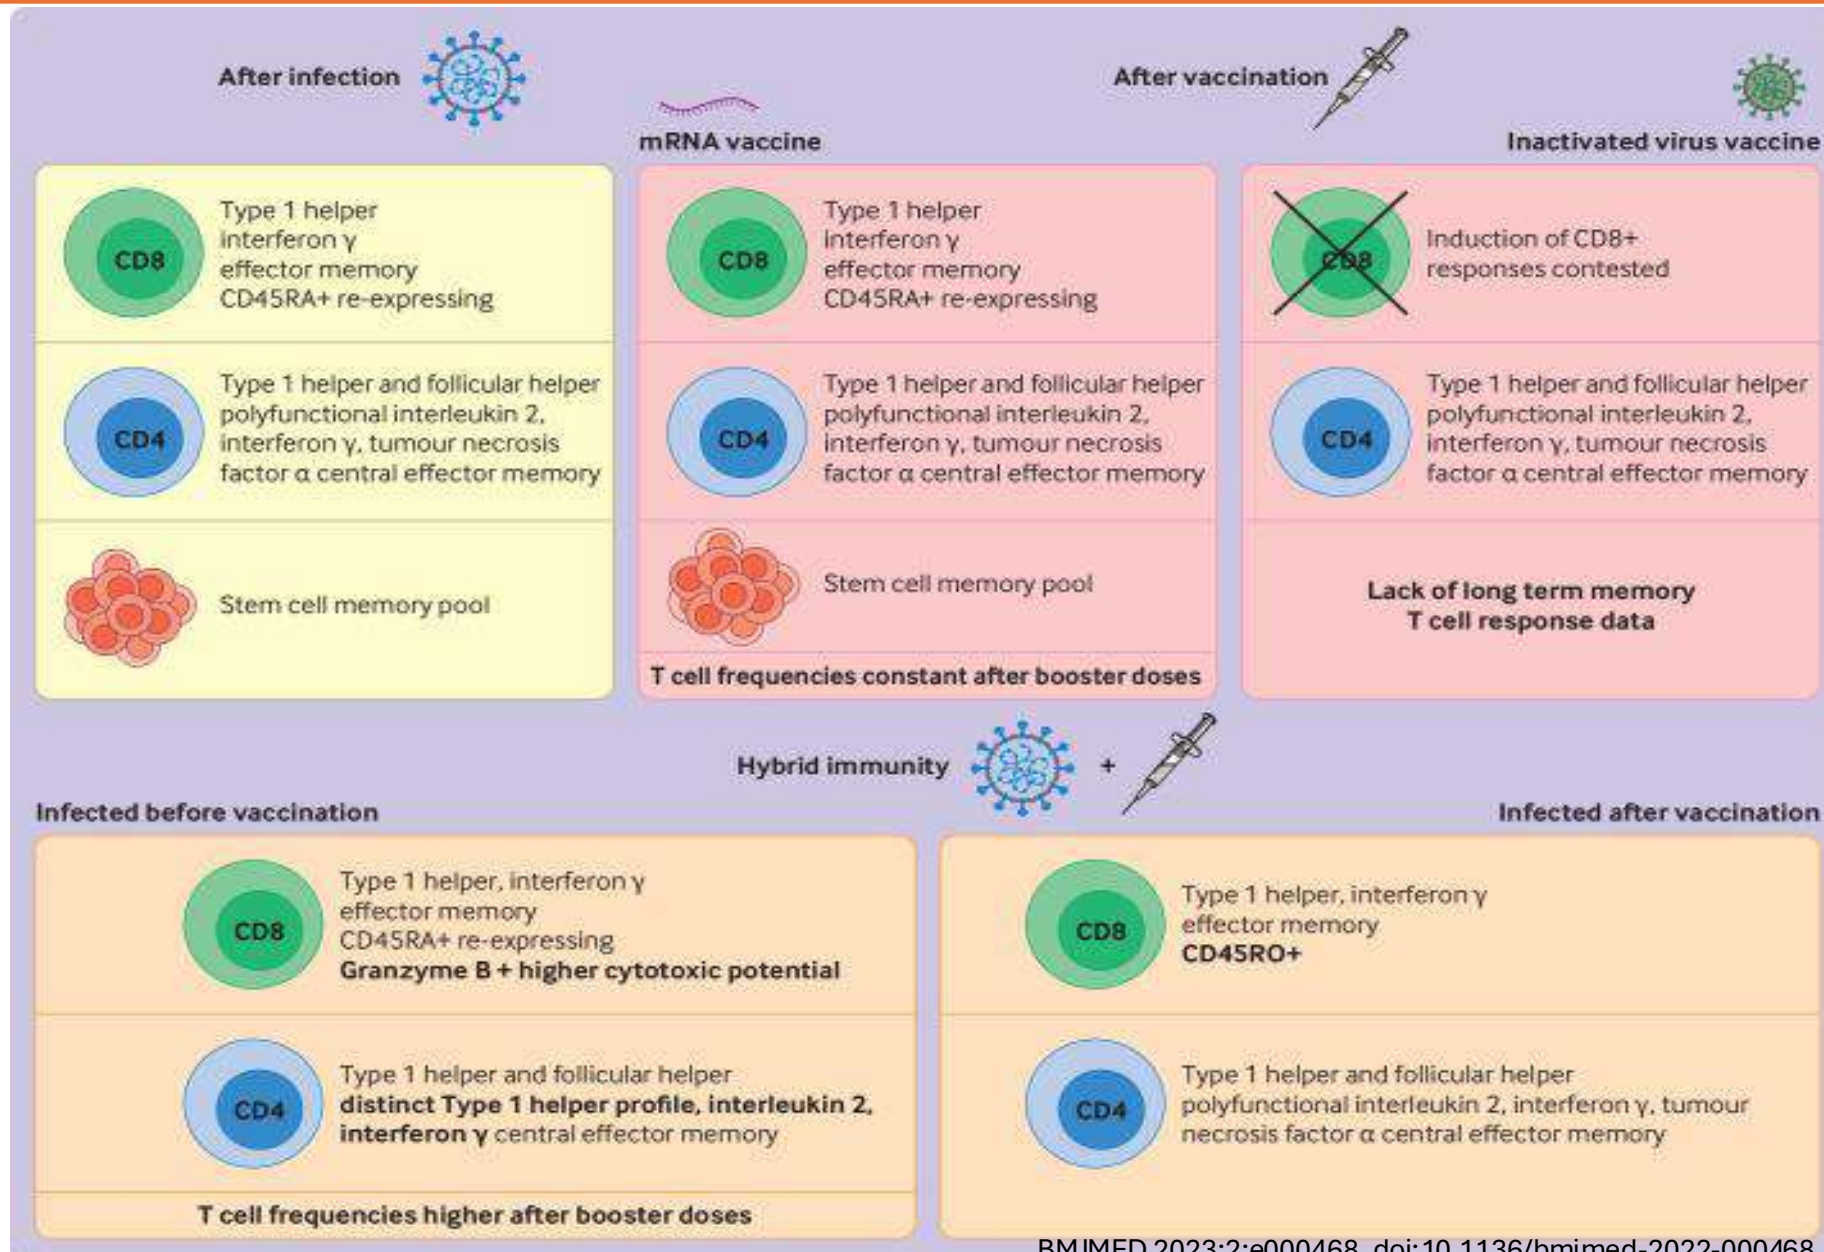 After infection
After vaccination
mRNA vaccine
Inactivated virus vaccine
CD8
Type 1 helper
interferon γ
effector memory
CD45RA+ re-expressing
CD4
Type 1 helper and follicular helper
polyfunctional interleukin 2,
interferon γ, tumour necrosis
factor α central effector memory
Stem cell memory pool
CD8
Type 1 helper
interferon γ
effector memory
CD45RA+ re-expressing
CD4
Type 1 helper and follicular helper
polyfunctional interleukin 2,
interferon γ, tumour necrosis
factor α central effector memory
Stem cell memory pool
T cell frequencies constant after booster doses
CD8
Induction of CD8+
responses contested
CD4
Type 1 helper and follicular helper
polyfunctional interleukin 2,
interferon γ, tumour necrosis
factor α central effector memory
Lack of long term memory
T cell response data
Hybrid immunity
+
Infected before vaccination
Infected after vaccination
CD8
Type 1 helper, interferon γ
effector memory
CD45RA+ re-expressing
Granzyme B + higher cytotoxic potential
CD4
Type 1 helper and follicular helper
distinct Type 1 helper profile, interleukin 2,
interferon γ central effector memory
T cell frequencies higher after booster doses
CD8
Type 1 helper, interferon γ
effector memory
CD45RO+
CD4
Type 1 helper and follicular helper
polyfunctional interleukin 2, interferon γ, tumour
necrosis factor α central effector memory
BMJMED 2023;2:e000468. doi:10.1136/bmjmed-2022-000468